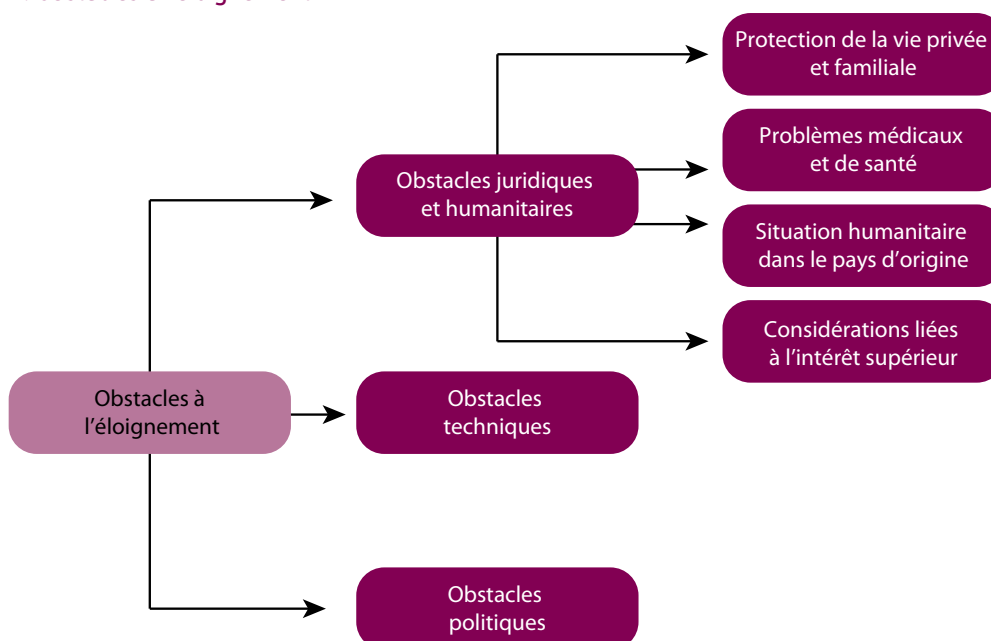 Protection de la vie privée
et familiale
Problèmes médicaux
et de santé
Obstacles juridiques
et humanitaires
Situation humanitaire
dans le pays d’origine
Considérations liées
à l’intérêt supérieur
Obstacles à
l’éloignement
Obstacles
techniques
Obstacles
politiques